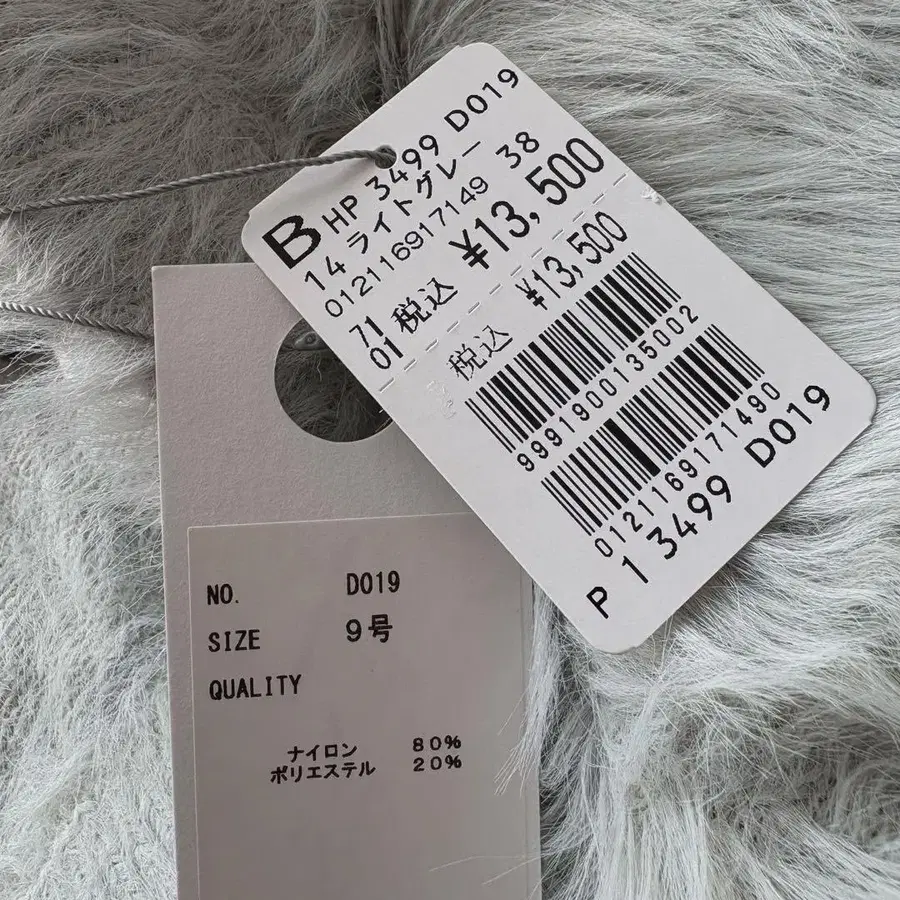 B HP 3499 D019
14 ライトグレー 38
012116917149
71
01 税込 ¥13,500
税込 ¥13,500
9991900135002
0121169171490
P 1 3499 D019
NO. D019
SIZE 9号
QUALITY
ナイロン 80%
ポリエステル 20%